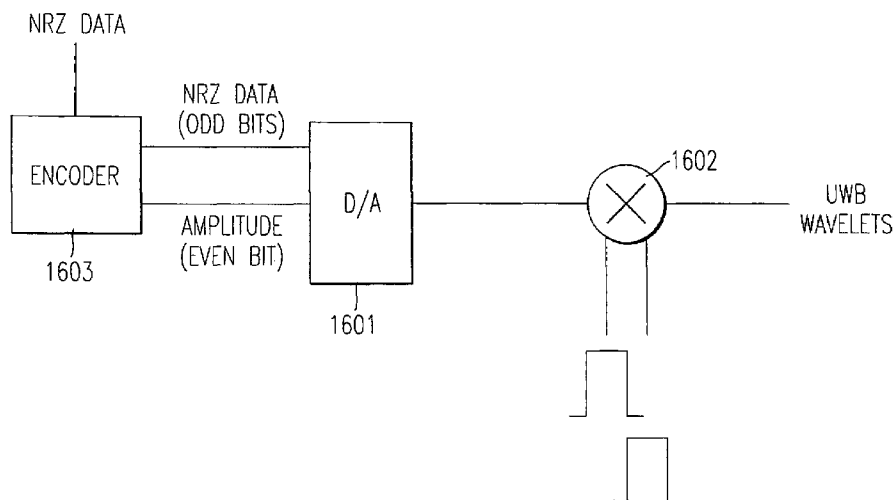 NRZ DATA
NRZ DATA
(ODD BITS)
ENCODER
D/A
AMPLITUDE
(EVEN BIT)
1603
1601
1602
UWB
WAVELETS